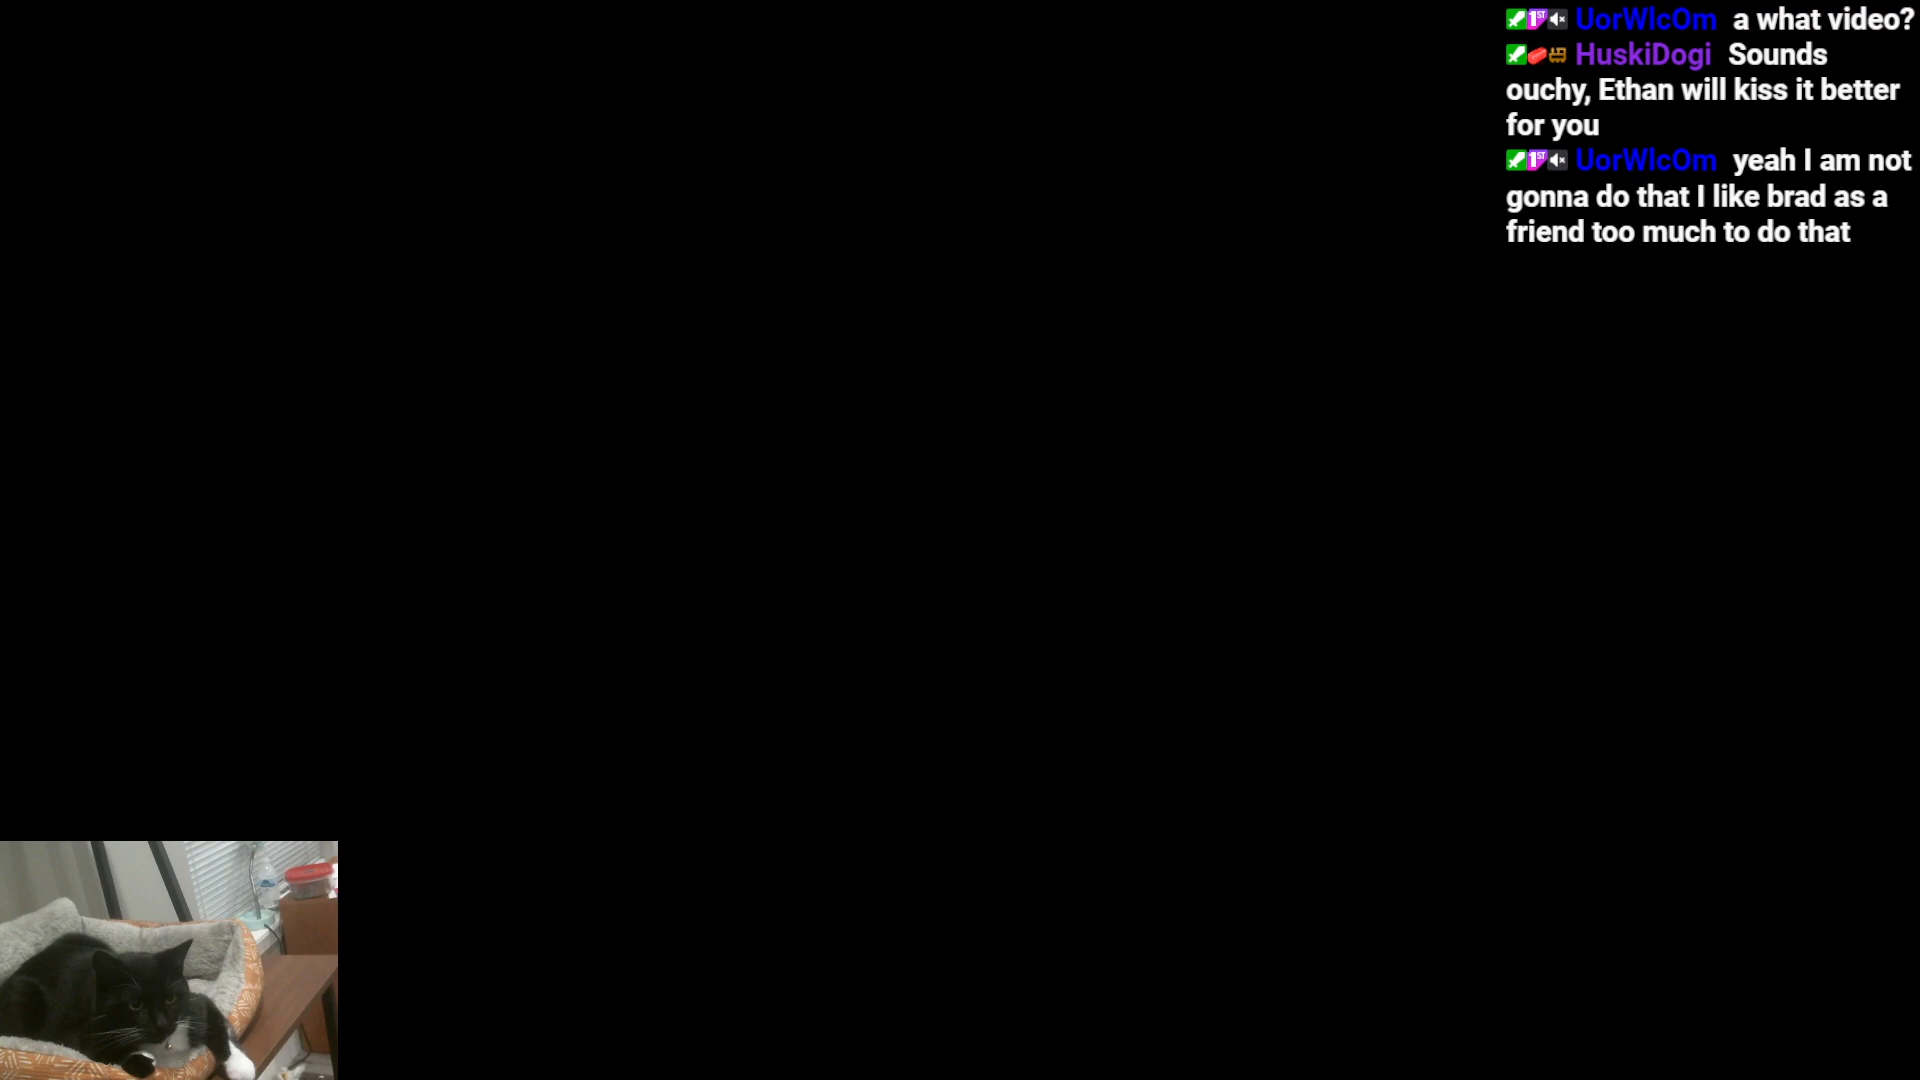 UorWlcOm a what video?
HuskiDogi Sounds
ouchy, Ethan will kiss it better
for you
UorWlcOm yeah I am not
gonna do that I like brad as a
friend too much to do that